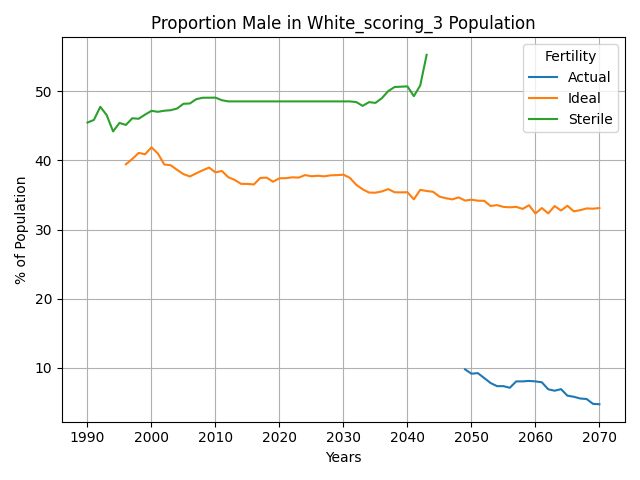 Proportion Male in White_scoring_3 Population
Fertility
Actual
Ideal
Sterile
% of Population
50
40
30
20
10
1990 2000 2010 2020 2030 2040 2050 2060 2070
Years